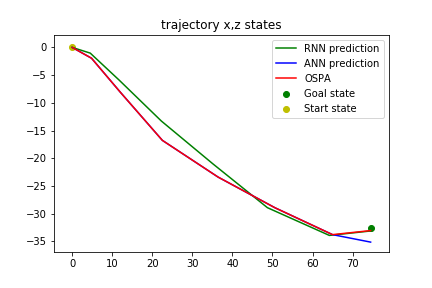 trajectory x,z states
RNN prediction
ANN prediction
OSPA
Goal state
Start state
0
−5
−10
−15
−20
−25
−30
−35
0 10 20 30 40 50 60 70